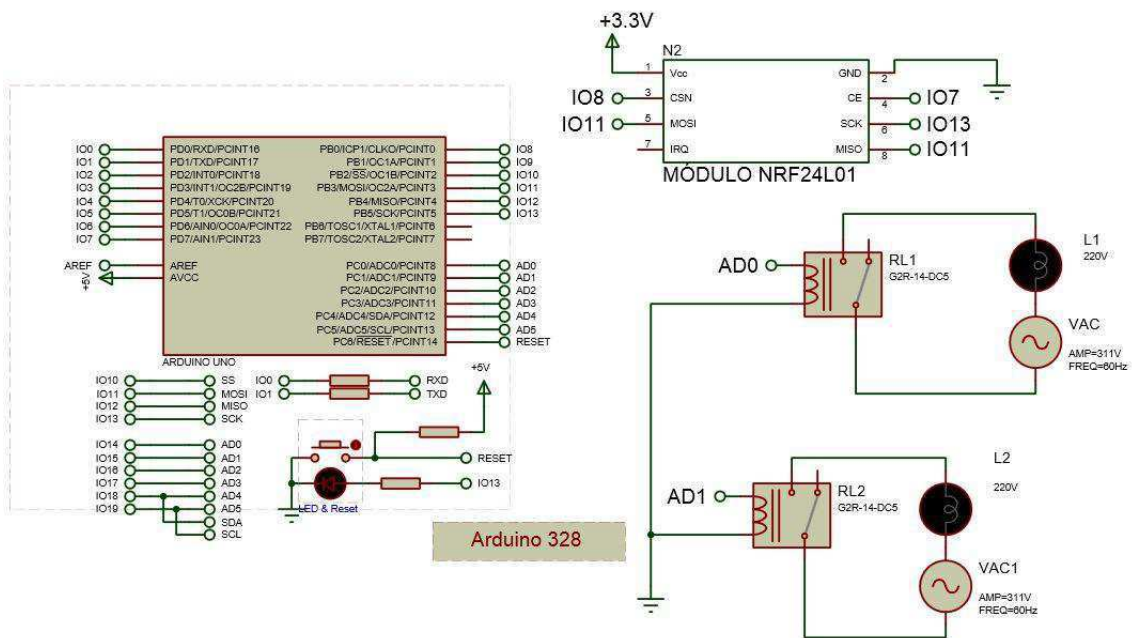 IO0
IO1
IO2
IO3
IO4
IO5
IO6
IO7
AREF
+5V
PD0/RXD/PCINT16
PD1/TXD/PCINT17
PD2/INT0/PCINT18
PD3/INT1/OC2B/PCINT19
PD4/T0/XCK/PCINT20
PD5/T1/OC0B/PCINT21
PD6/AIN0/OC0A/PCINT22
PD7/AIN1/PCINT23
AREF
AVCC
PB0/ICP1/CLKO/PCINT0
PB1/OC1A/PCINT1
PB2/SS/OC1B/PCINT2
PB3/MOSI/OC2A/PCINT3
PB4/MISO/PCINT4
PB5/SCK/PCINT5
PB6/TOSC1/XTAL1/PCINT6
PB7/TOSC2/XTAL2/PCINT7
PC0/ADC0/PCINT8
PC1/ADC1/PCINT9
PC2/ADC2/PCINT10
PC3/ADC3/PCINT11
PC4/ADC4/SDA/PCINT12
PC5/ADC5/SCL/PCINT13
PC6/RESET/PCINT14
IO8
IO9
IO10
IO11
IO12
IO13
AD0
AD1
AD2
AD3
AD4
AD5
RESET
ARDUINO UNO
IO10 SS
IO11 MOSI
IO12 MISO
IO13 SCK
IO14 AD0
IO15 AD1
IO16 AD2
IO17 AD3
IO18 AD4
IO19 AD5
SDA
SCL
IO0 RXD
IO1 TXD
+5V
RESET
IO13
LED & Reset
Arduino 328
+3.3V
N2
1 Vcc GND 2
IO8 3 CSN CE 4 IO7
IO11 5 MOSI SCK 6 IO13
7 IRQ MISO 8 IO11
MÓDULO NRF24L01
AD0
RL1
G2R-14-DC5
L1
220V
VAC
AMP=311V
FREQ=60Hz
AD1
RL2
G2R-14-DC5
L2
220V
VAC1
AMP=311V
FREQ=60Hz